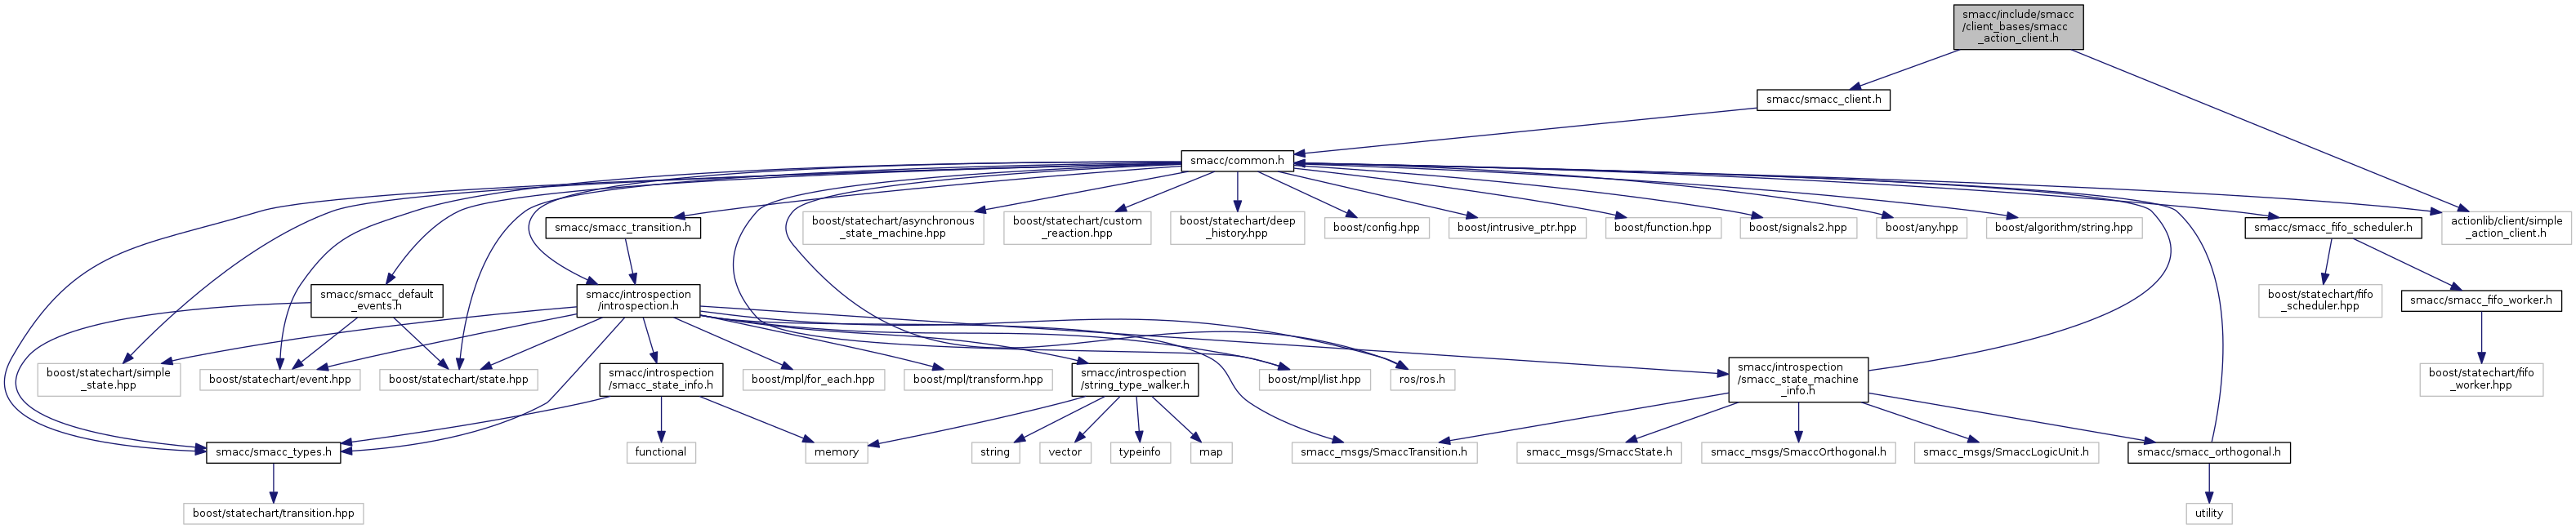 smacc/include/smacc
/client_bases/smacc
_action_client.h
smacc/smacc_client.h
smacc/common.h
smacc/smacc_transition.h
boost/statechart/asynchronous
_state_machine.hpp
boost/statechart/custom
_reaction.hpp
boost/statechart/deep
_history.hpp
boost/config.hpp
boost/intrusive_ptr.hpp
boost/function.hpp
boost/signals2.hpp
boost/any.hpp
boost/algorithm/string.hpp
smacc/smacc_fifo_scheduler.h
actionlib/client/simple
_action_client.h
smacc/smacc_default
_events.h
smacc/introspection
/introspection.h
boost/statechart/fifo
_scheduler.hpp
smacc/smacc_fifo_worker.h
boost/statechart/simple
_state.hpp
boost/statechart/event.hpp
boost/statechart/state.hpp
smacc/introspection
/smacc_state_info.h
boost/mpl/for_each.hpp
boost/mpl/transform.hpp
smacc/introspection
/string_type_walker.h
boost/mpl/list.hpp
ros/ros.h
smacc/introspection
/smacc_state_machine
_info.h
boost/statechart/fifo
_worker.hpp
smacc/smacc_types.h
functional
memory
string
vector
typeinfo
map
smacc_msgs/SmaccTransition.h
smacc_msgs/SmaccState.h
smacc_msgs/SmaccOrthogonal.h
smacc_msgs/SmaccLogicUnit.h
smacc/smacc_orthogonal.h
boost/statechart/transition.hpp
utility